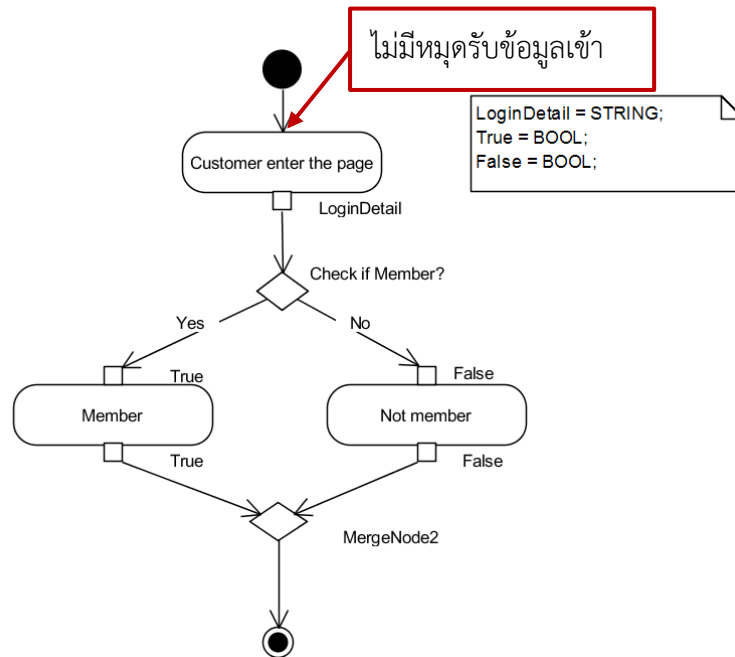 ไม่มีหมุดรับข้อมูลเข้า
LoginDetail = STRING;
True = BOOL;
False = BOOL;
Customer enter the page
LoginDetail
Check if Member?
Yes
No
True
False
Member
Not member
True
False
MergeNode2